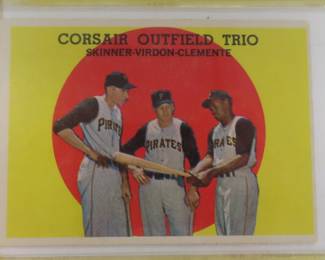 CORSAIR OUTFIELD TRIO
SKINNER-VIRDON-CLEMENTE
PIRATES
PIRATES
PIRATES